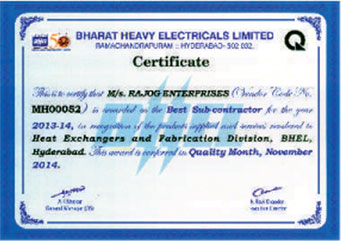 BHARAT HEAVY ELECTRICALS LIMITED
RAMACHANDRAPURAM :: HYDERABAD- 502 032.
Certificate
This is to certify that M/s. RAJOG ENTERPRISES (Vendor Code No.
MH00052) is awarded as the Best Sub-contractor for the year
2013-14, in recognition of the products supplied and services rendered to
Heat Exchangers and Fabrication Division, BHEL,
Hyderabad. This award is conferred in Quality Month, November
2014.